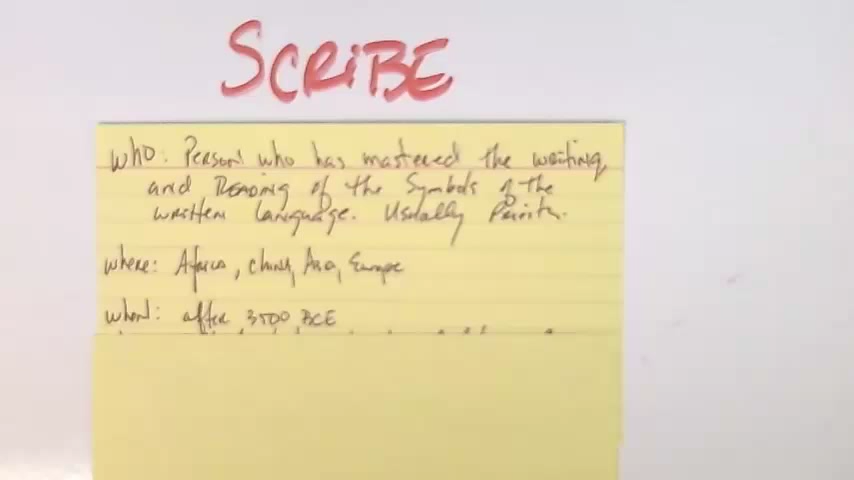 SCRIBE
who: Person who has mastered the writing,
and READING of the Symbols of the
written language. Usually
where: Africa, China, Asia, Europe
when: after 3500 BCE